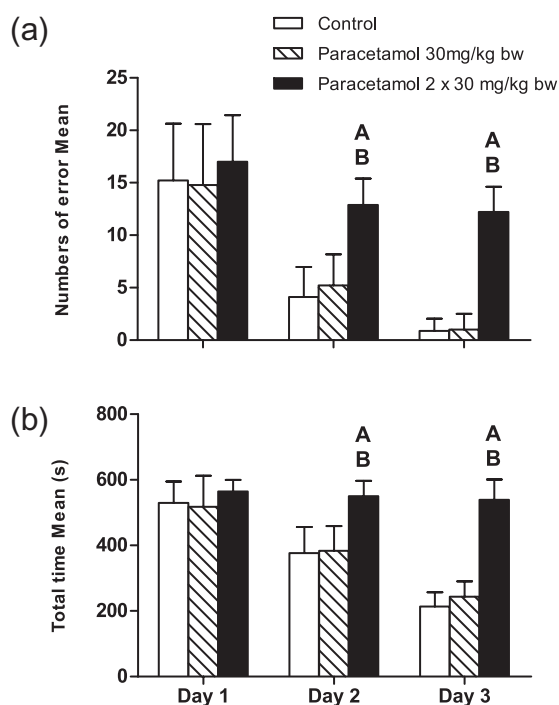 (a)
Control
Paracetamol 30mg/kg bw
Paracetamol 2 x 30 mg/kg bw
Numbers of error Mean
25
20
15
10
5
0
A
B
A
B
(b)
Total time Mean (s)
800
600
400
200
0
A
B
A
B
Day 1
Day 2
Day 3